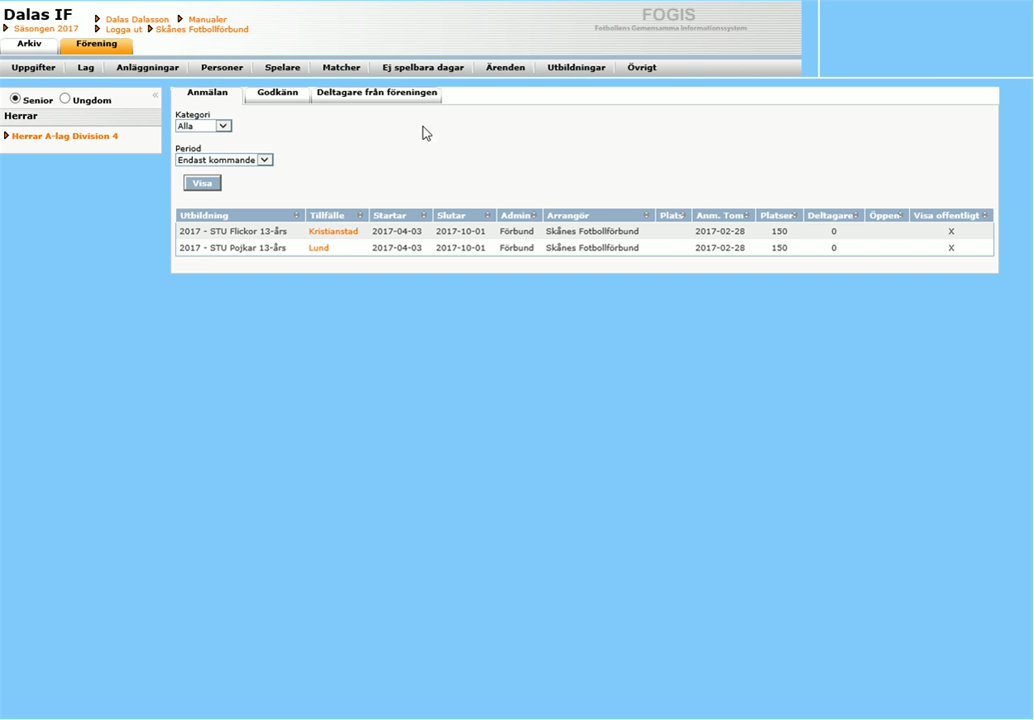 Dalas IF
Säsongen 2017
Dalas Dalasson Manualer
Logga ut Skånes Fotbollförbund
FOGIS
Fotbollens Gemensamma Informationssystem
Arkiv Förening
Uppgifter Lag Anläggningar Personer Spelare Matcher Ej spelbara dagar Ärenden Utbildningar Övrigt
Senior Ungdom «
Herrar
Herrar A-lag Division 4
Anmälan Godkänn Deltagare från föreningen
Kategori
Alla
Period
Endast kommande
Visa
Utbildning Tillfälle Startar Slutar Admin Arrangör Plats Anm. Tom Platser Deltagare Öppen Visa offentligt
2017 - STU Flickor 13-års Kristianstad 2017-04-03 2017-10-01 Förbund Skånes Fotbollförbund 2017-02-28 150 0 X
2017 - STU Pojkar 13-års Lund 2017-04-03 2017-10-01 Förbund Skånes Fotbollförbund 2017-02-28 150 0 X